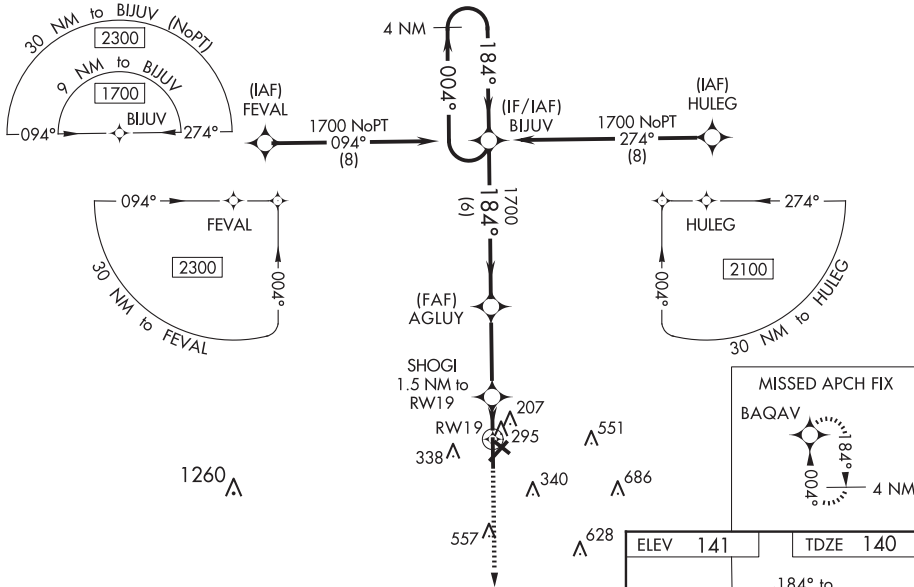 30 NM to BIJUV (NoPT)
2300
9 NM to BIJUV
1700
BIJUV
094°
274°
4 NM
184°
004°
(IAF)
FEVAL
1700 NoPT
094°
(8)
(IF/IAF)
BIJUV
1700 NoPT
274°
(8)
(IAF)
HULEG
1700
184°
(6)
094°
FEVAL
2300
004°
30 NM to FEVAL
274°
HULEG
2100
004°
30 NM to HULEG
(FAF)
AGLUY
SHOGI
1.5 NM to
RW19
RW19
207
295
338
551
340
686
1260
557
628
MISSED APCH FIX
BAQAV
184°
004°
4 NM
ELEV 141
TDZE 140
184° to